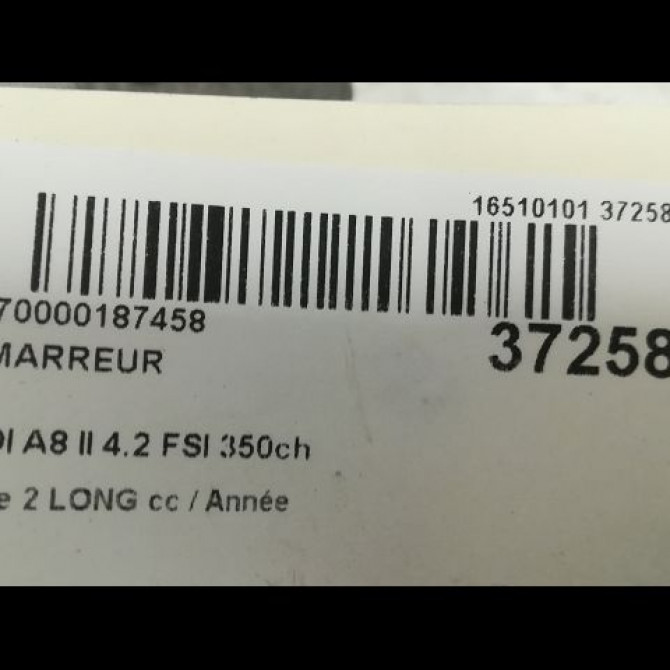 16510101 37258
70000187458
37258
MARREUR
DI A8 II 4.2 FSI 350ch
e 2 LONG cc / Année